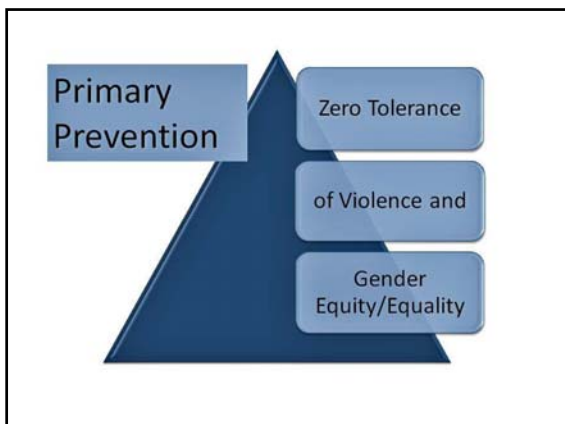 Primary
Prevention
Zero Tolerance
of Violence and
Gender
Equity/Equality